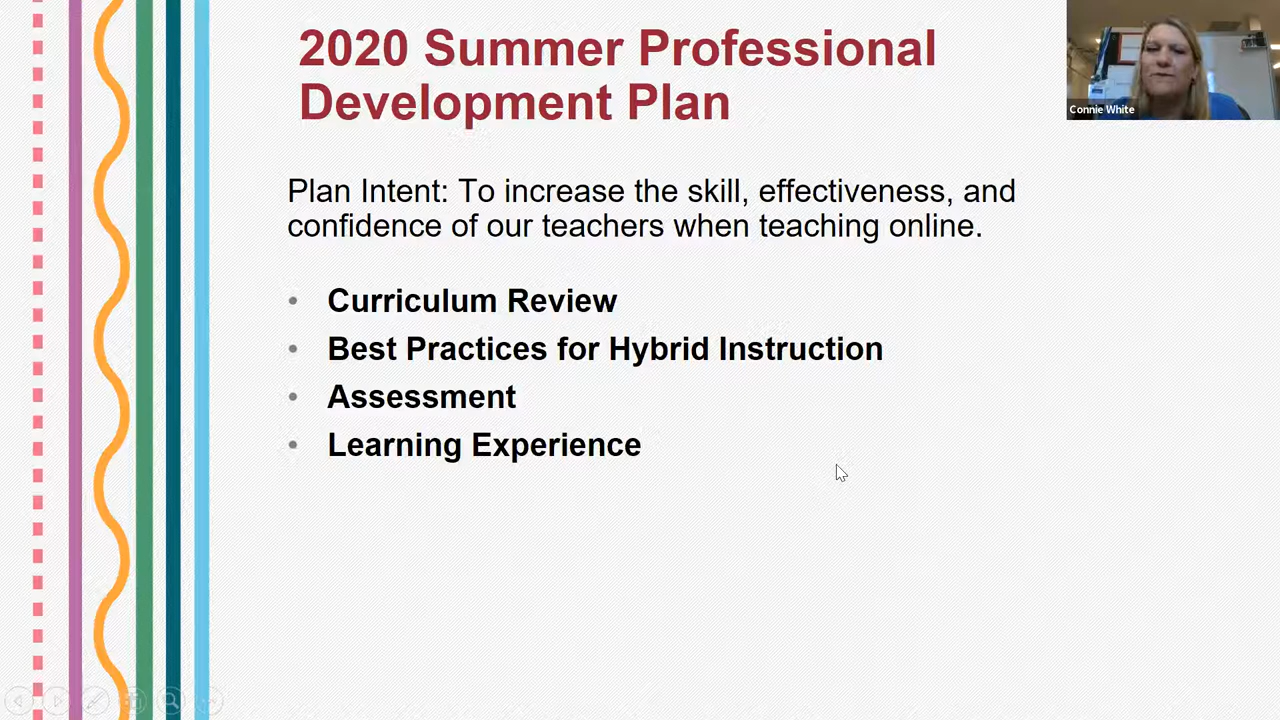 2020 Summer Professional
Development Plan
Connie White
Plan Intent: To increase the skill, effectiveness, and
confidence of our teachers when teaching online.
• Curriculum Review
• Best Practices for Hybrid Instruction
• Assessment
• Learning Experience